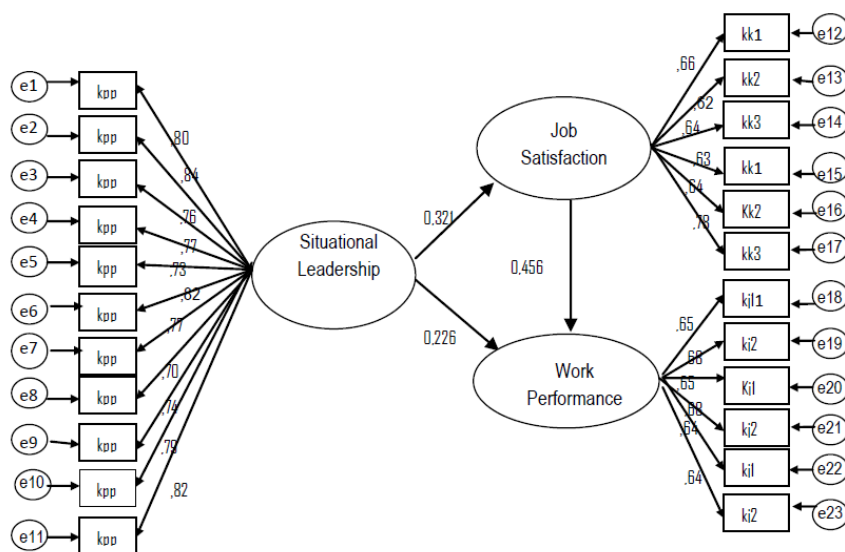 e1
kpp
e2
kpp
e3
kpp
e4
kpp
e5
kpp
e6
kpp
e7
kpp
e8
kpp
e9
kpp
e10
kpp
e11
kpp
,80
,84
,76
,77
,73
,82
,77
,70
,74
,79
,82
Situational
Leadership
0,321
0,226
Job
Satisfaction
0,456
Work
Performance
,66
,62
,64
,63
,64
,78
kk1
e12
kk2
e13
kk3
e14
kk1
e15
Kk2
e16
kk3
e17
,65
,68
,65
,68
,64
,64
kjl1
e18
kj2
e19
Kjl
e20
kj2
e21
kjl
e22
kj2
e23